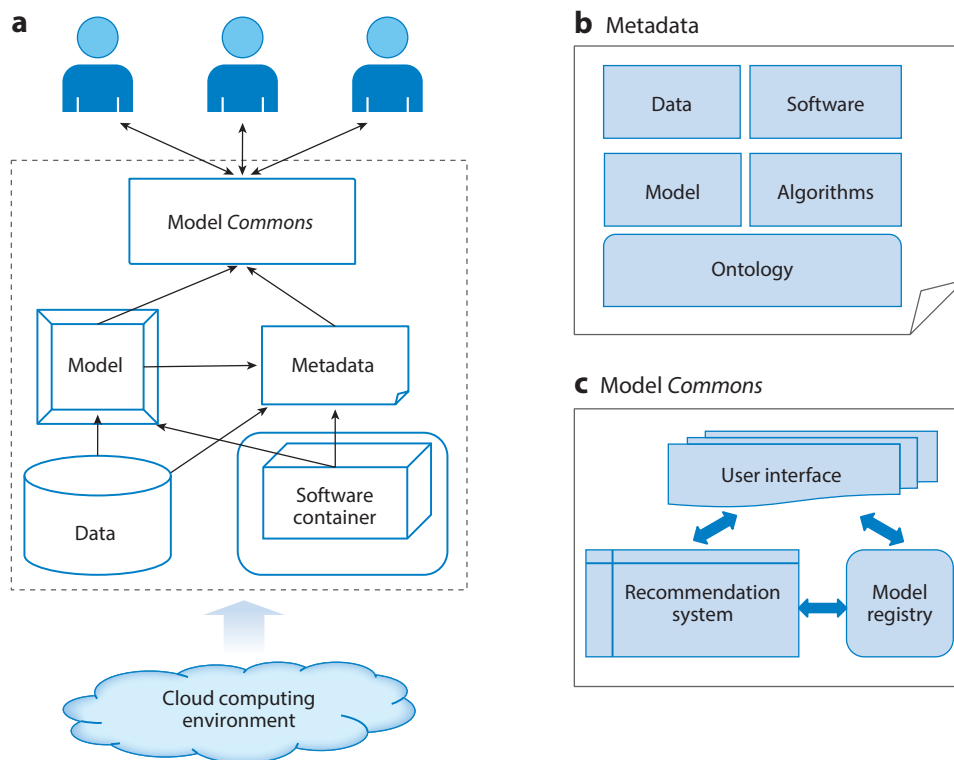 a
Model Commons
Model
Metadata
Data
Software
container
Cloud computing
environment
b Metadata
Data
Software
Model
Algorithms
Ontology
c Model Commons
User interface
Recommendation
system
Model
registry